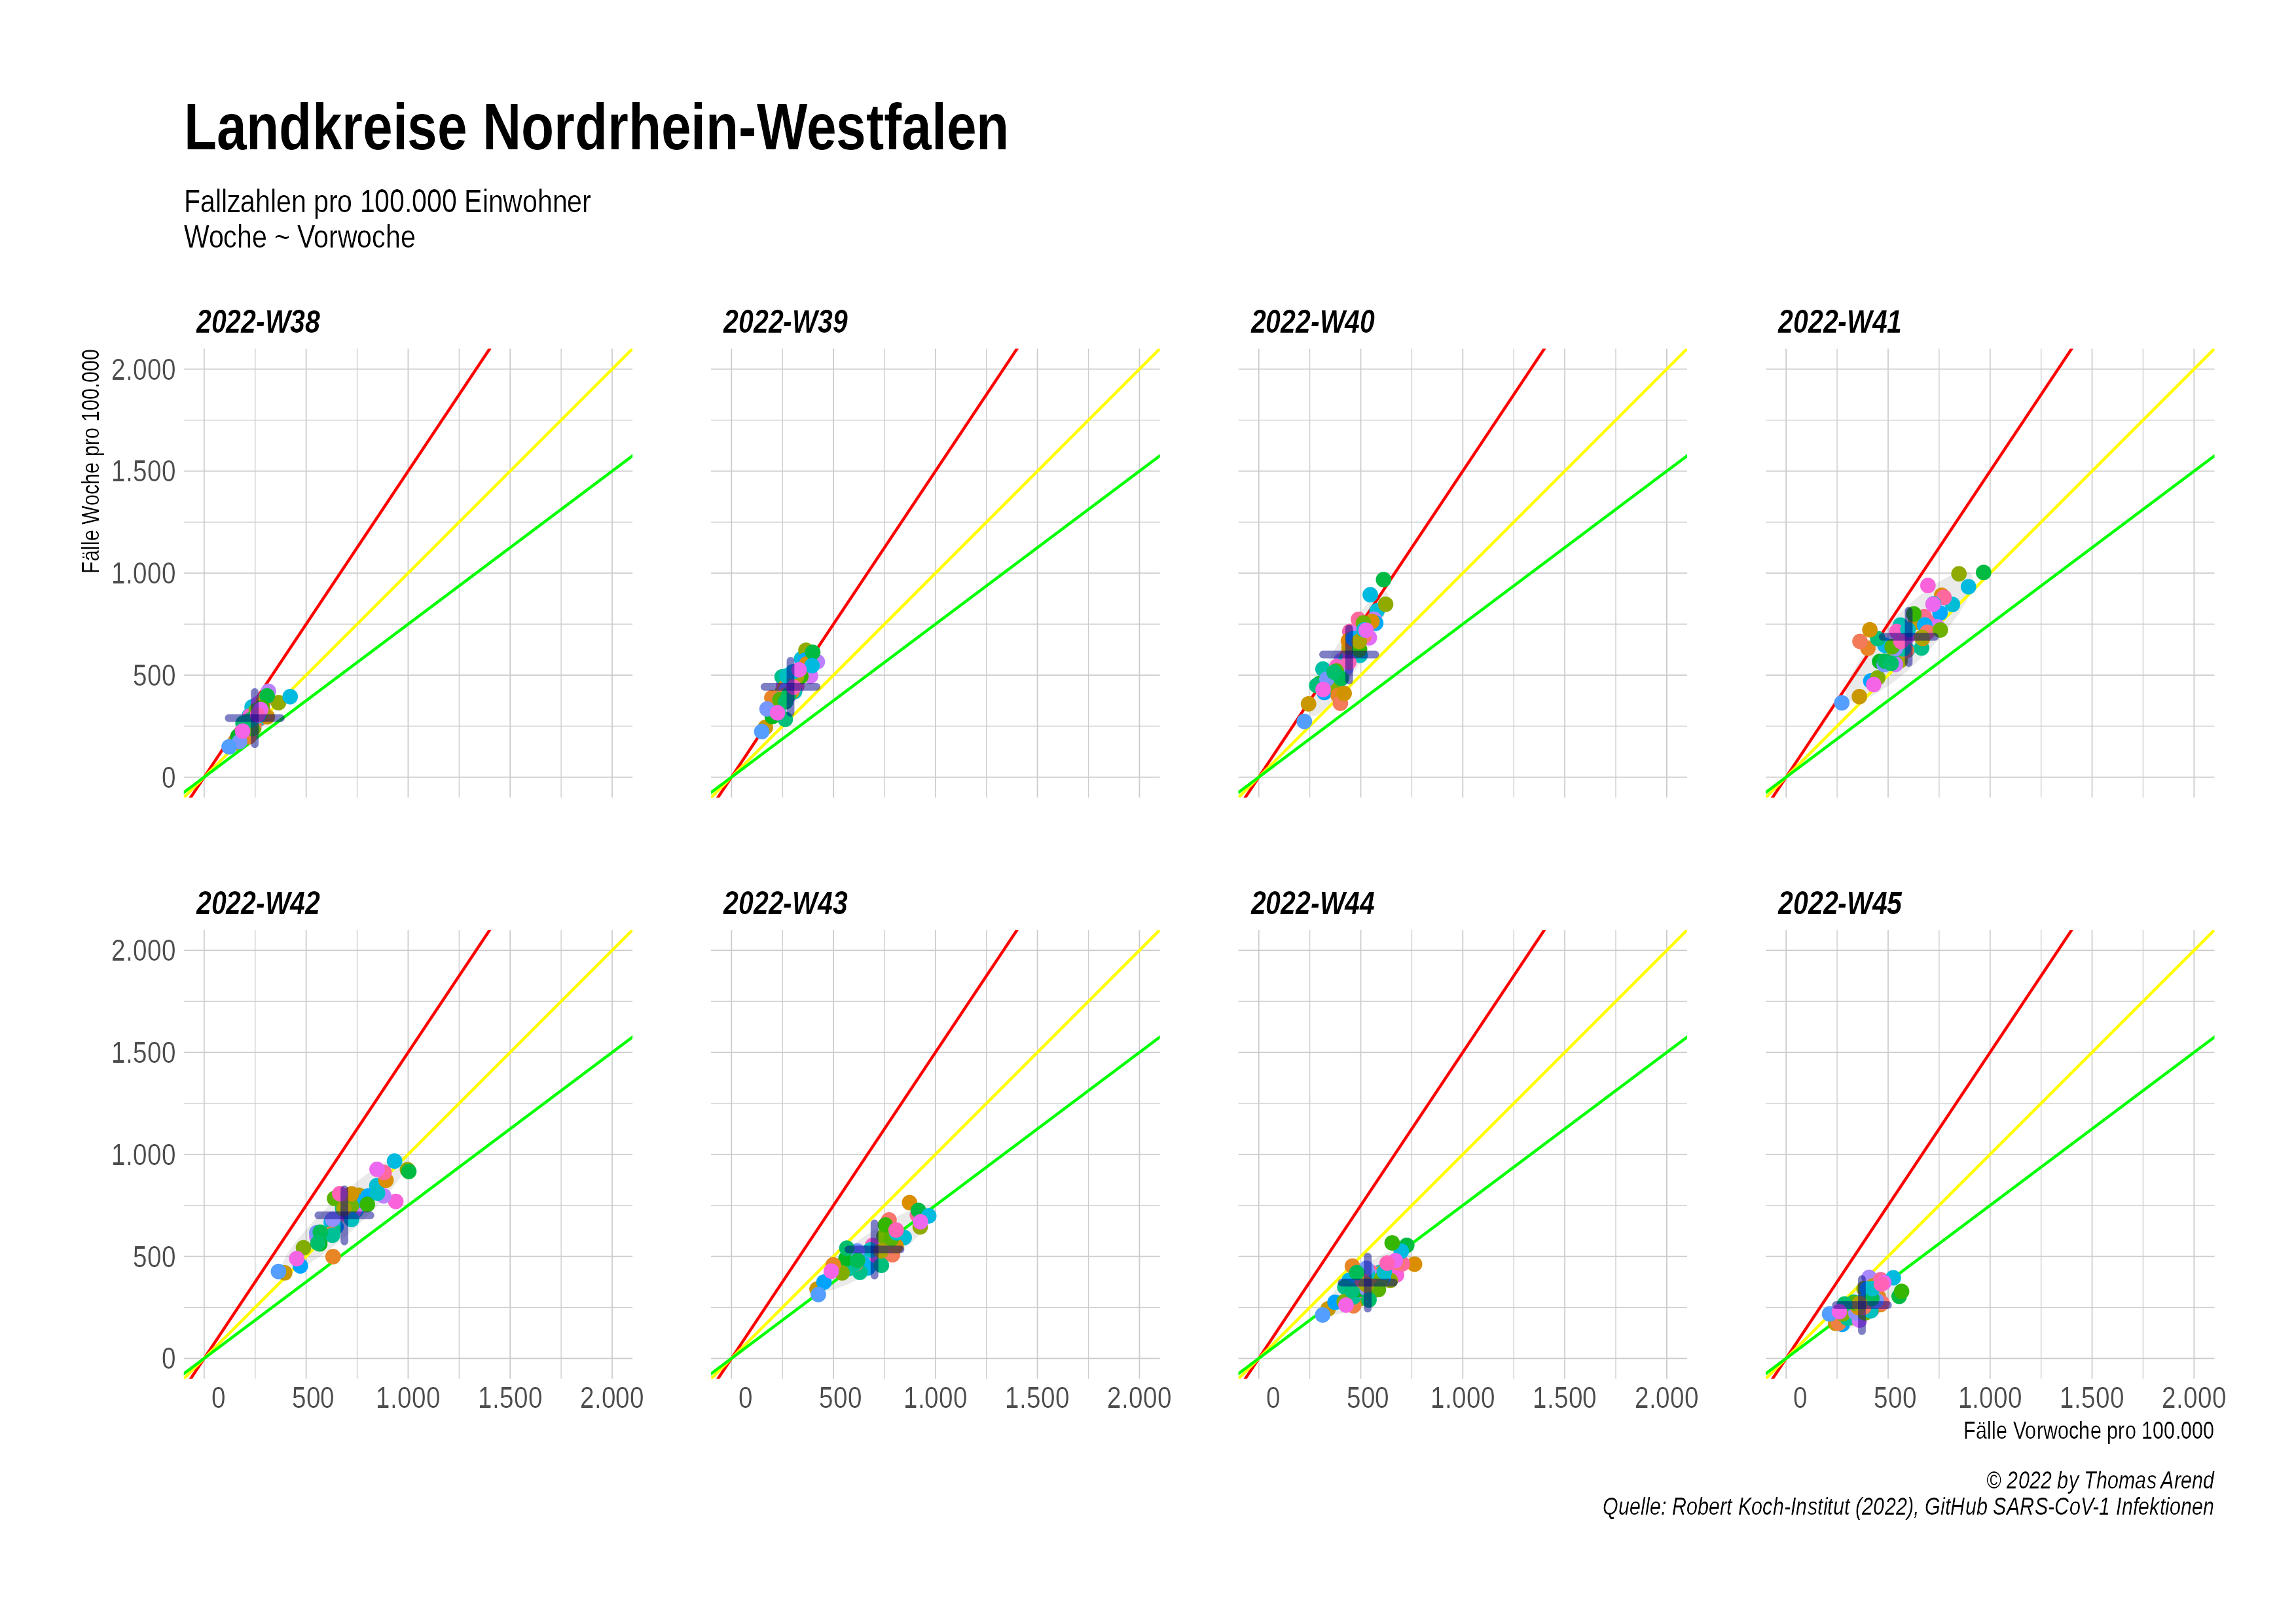 Landkreise Nordrhein-Westfalen
Fallzahlen pro 100.000 Einwohner
Woche ~ Vorwoche
2022-W38
2022-W39
2022-W40
2022-W41
Fälle Woche pro 100.000
2.000
1.500
1.000
500
0
2022-W42
2022-W43
2022-W44
2022-W45
2.000
1.500
1.000
500
0
0 500 1.000 1.500 2.000
0 500 1.000 1.500 2.000
0 500 1.000 1.500 2.000
0 500 1.000 1.500 2.000
Fälle Vorwoche pro 100.000
© 2022 by Thomas Arend
Quelle: Robert Koch-Institut (2022), GitHub SARS-CoV-1 Infektionen